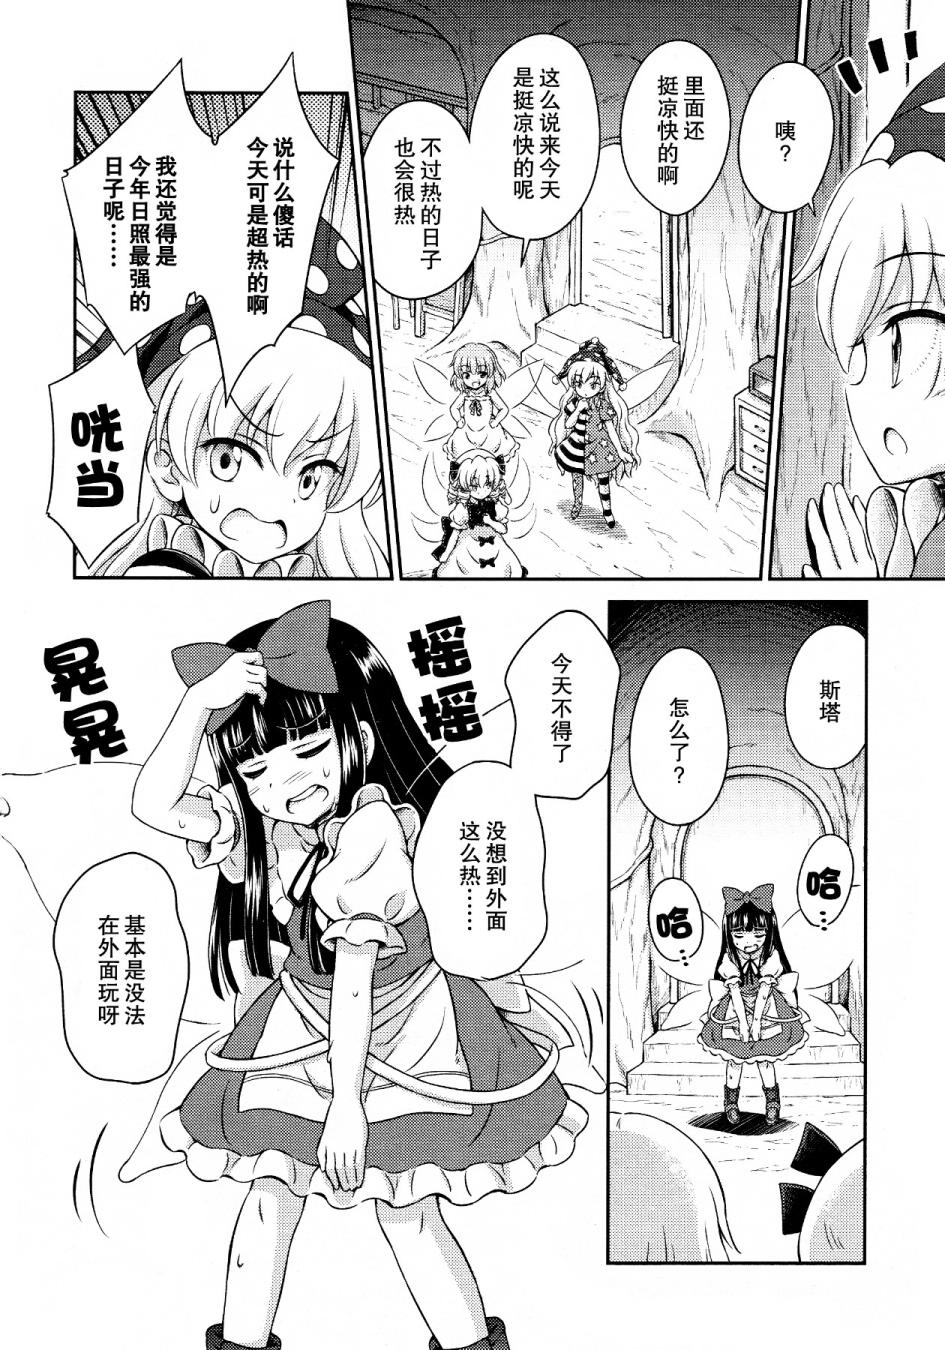 咦？
里面还
挺凉快的啊
这么说来今天
是挺凉快的呢
不过热的日子
也会很热
说什么傻话
今天可是超热的啊
我还觉得是
今年日照最强的
日子呢……
咣当
斯塔
怎么了？
哈…
哈…
今天不得了
没想到外面
这么热……
摇摇
晃晃
基本是没法
在外面玩呀